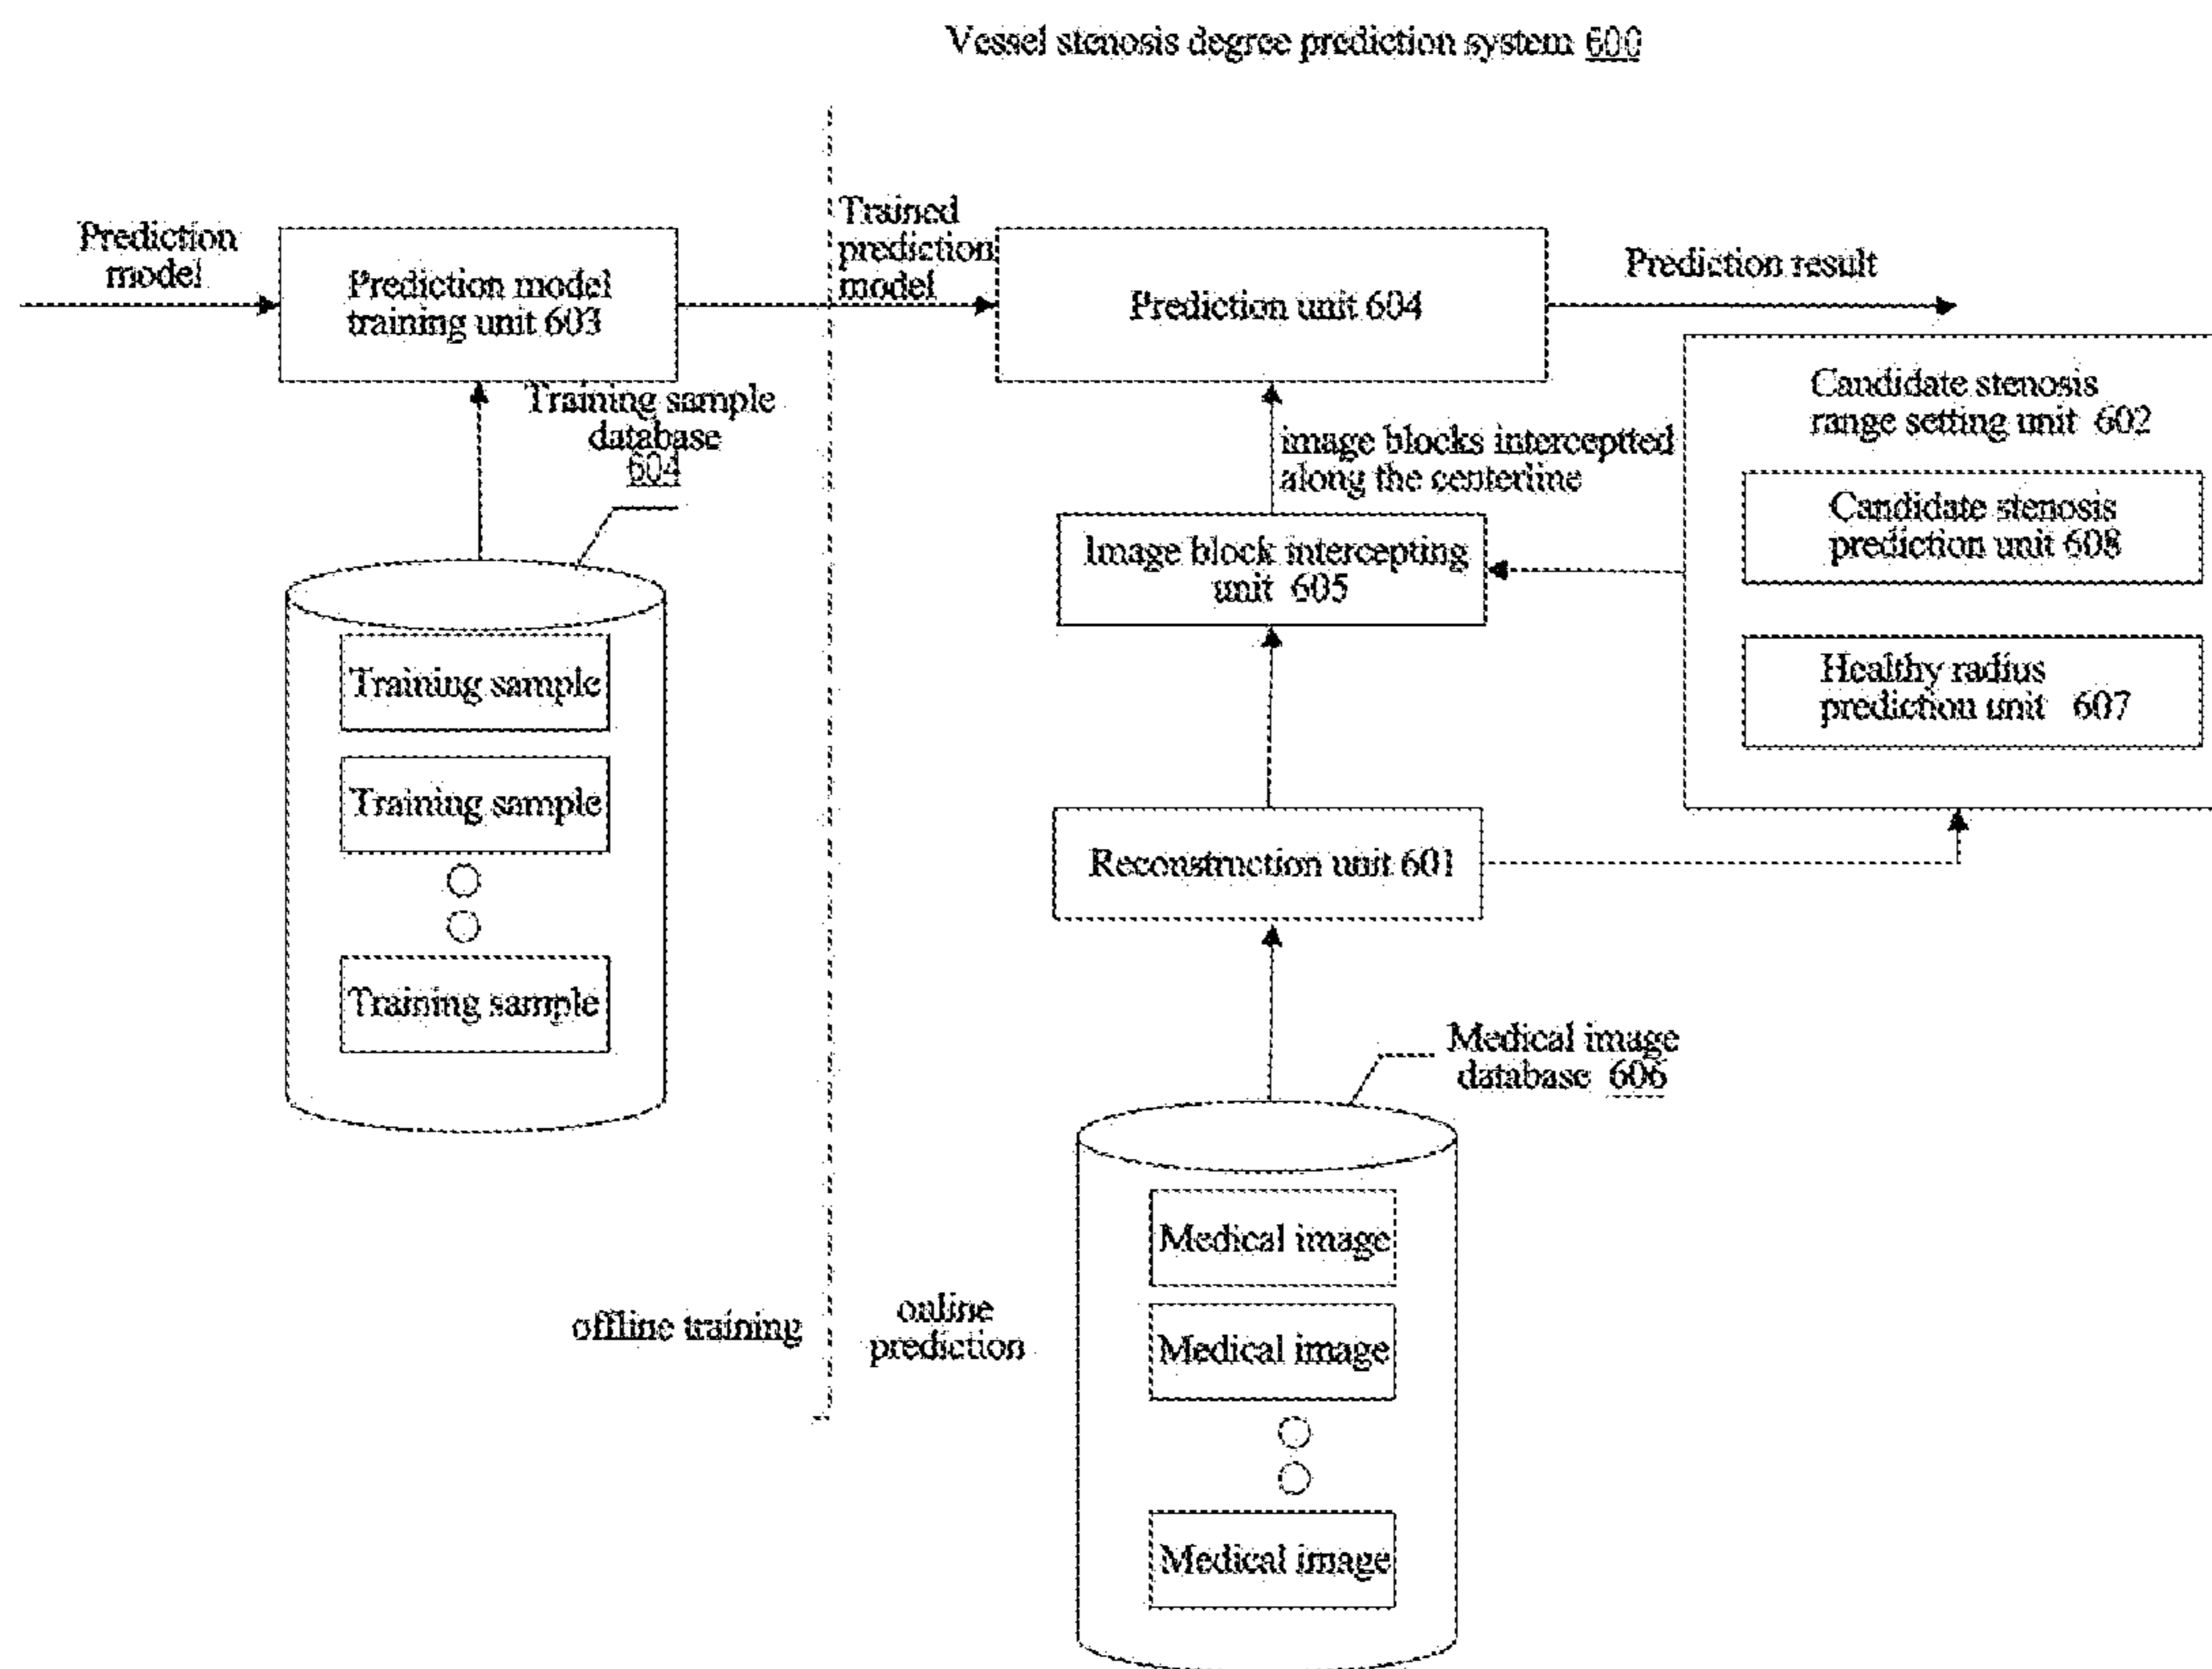 Vessel stenosis degree prediction system 600
Prediction
model
Prediction model
training unit 603
Trained
prediction
model
Prediction unit 604
Prediction result
Training sample
database
604
Candidate stenosis
range setting unit 602
Candidate stenosis
prediction unit 608
Healthy radius
prediction unit 607
image blocks interceptted
along the centerline
Image block intercepting
unit 605
Training sample
Training sample
Training sample
Reconstruction unit 601
Medical image
database 606
Medical image
Medical image
Medical image
offline training
online
prediction